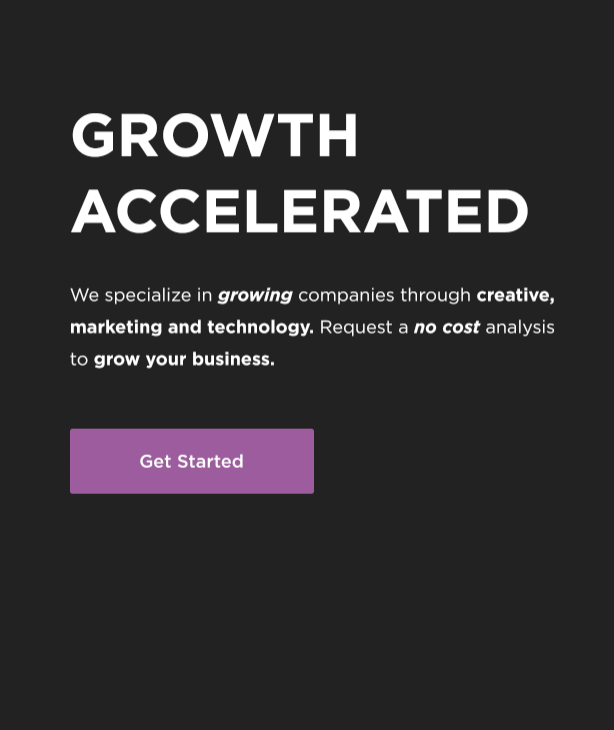 GROWTH
ACCELERATED
We specialize in growing companies through creative,
marketing and technology. Request a no cost analysis
to grow your business.
Get Started